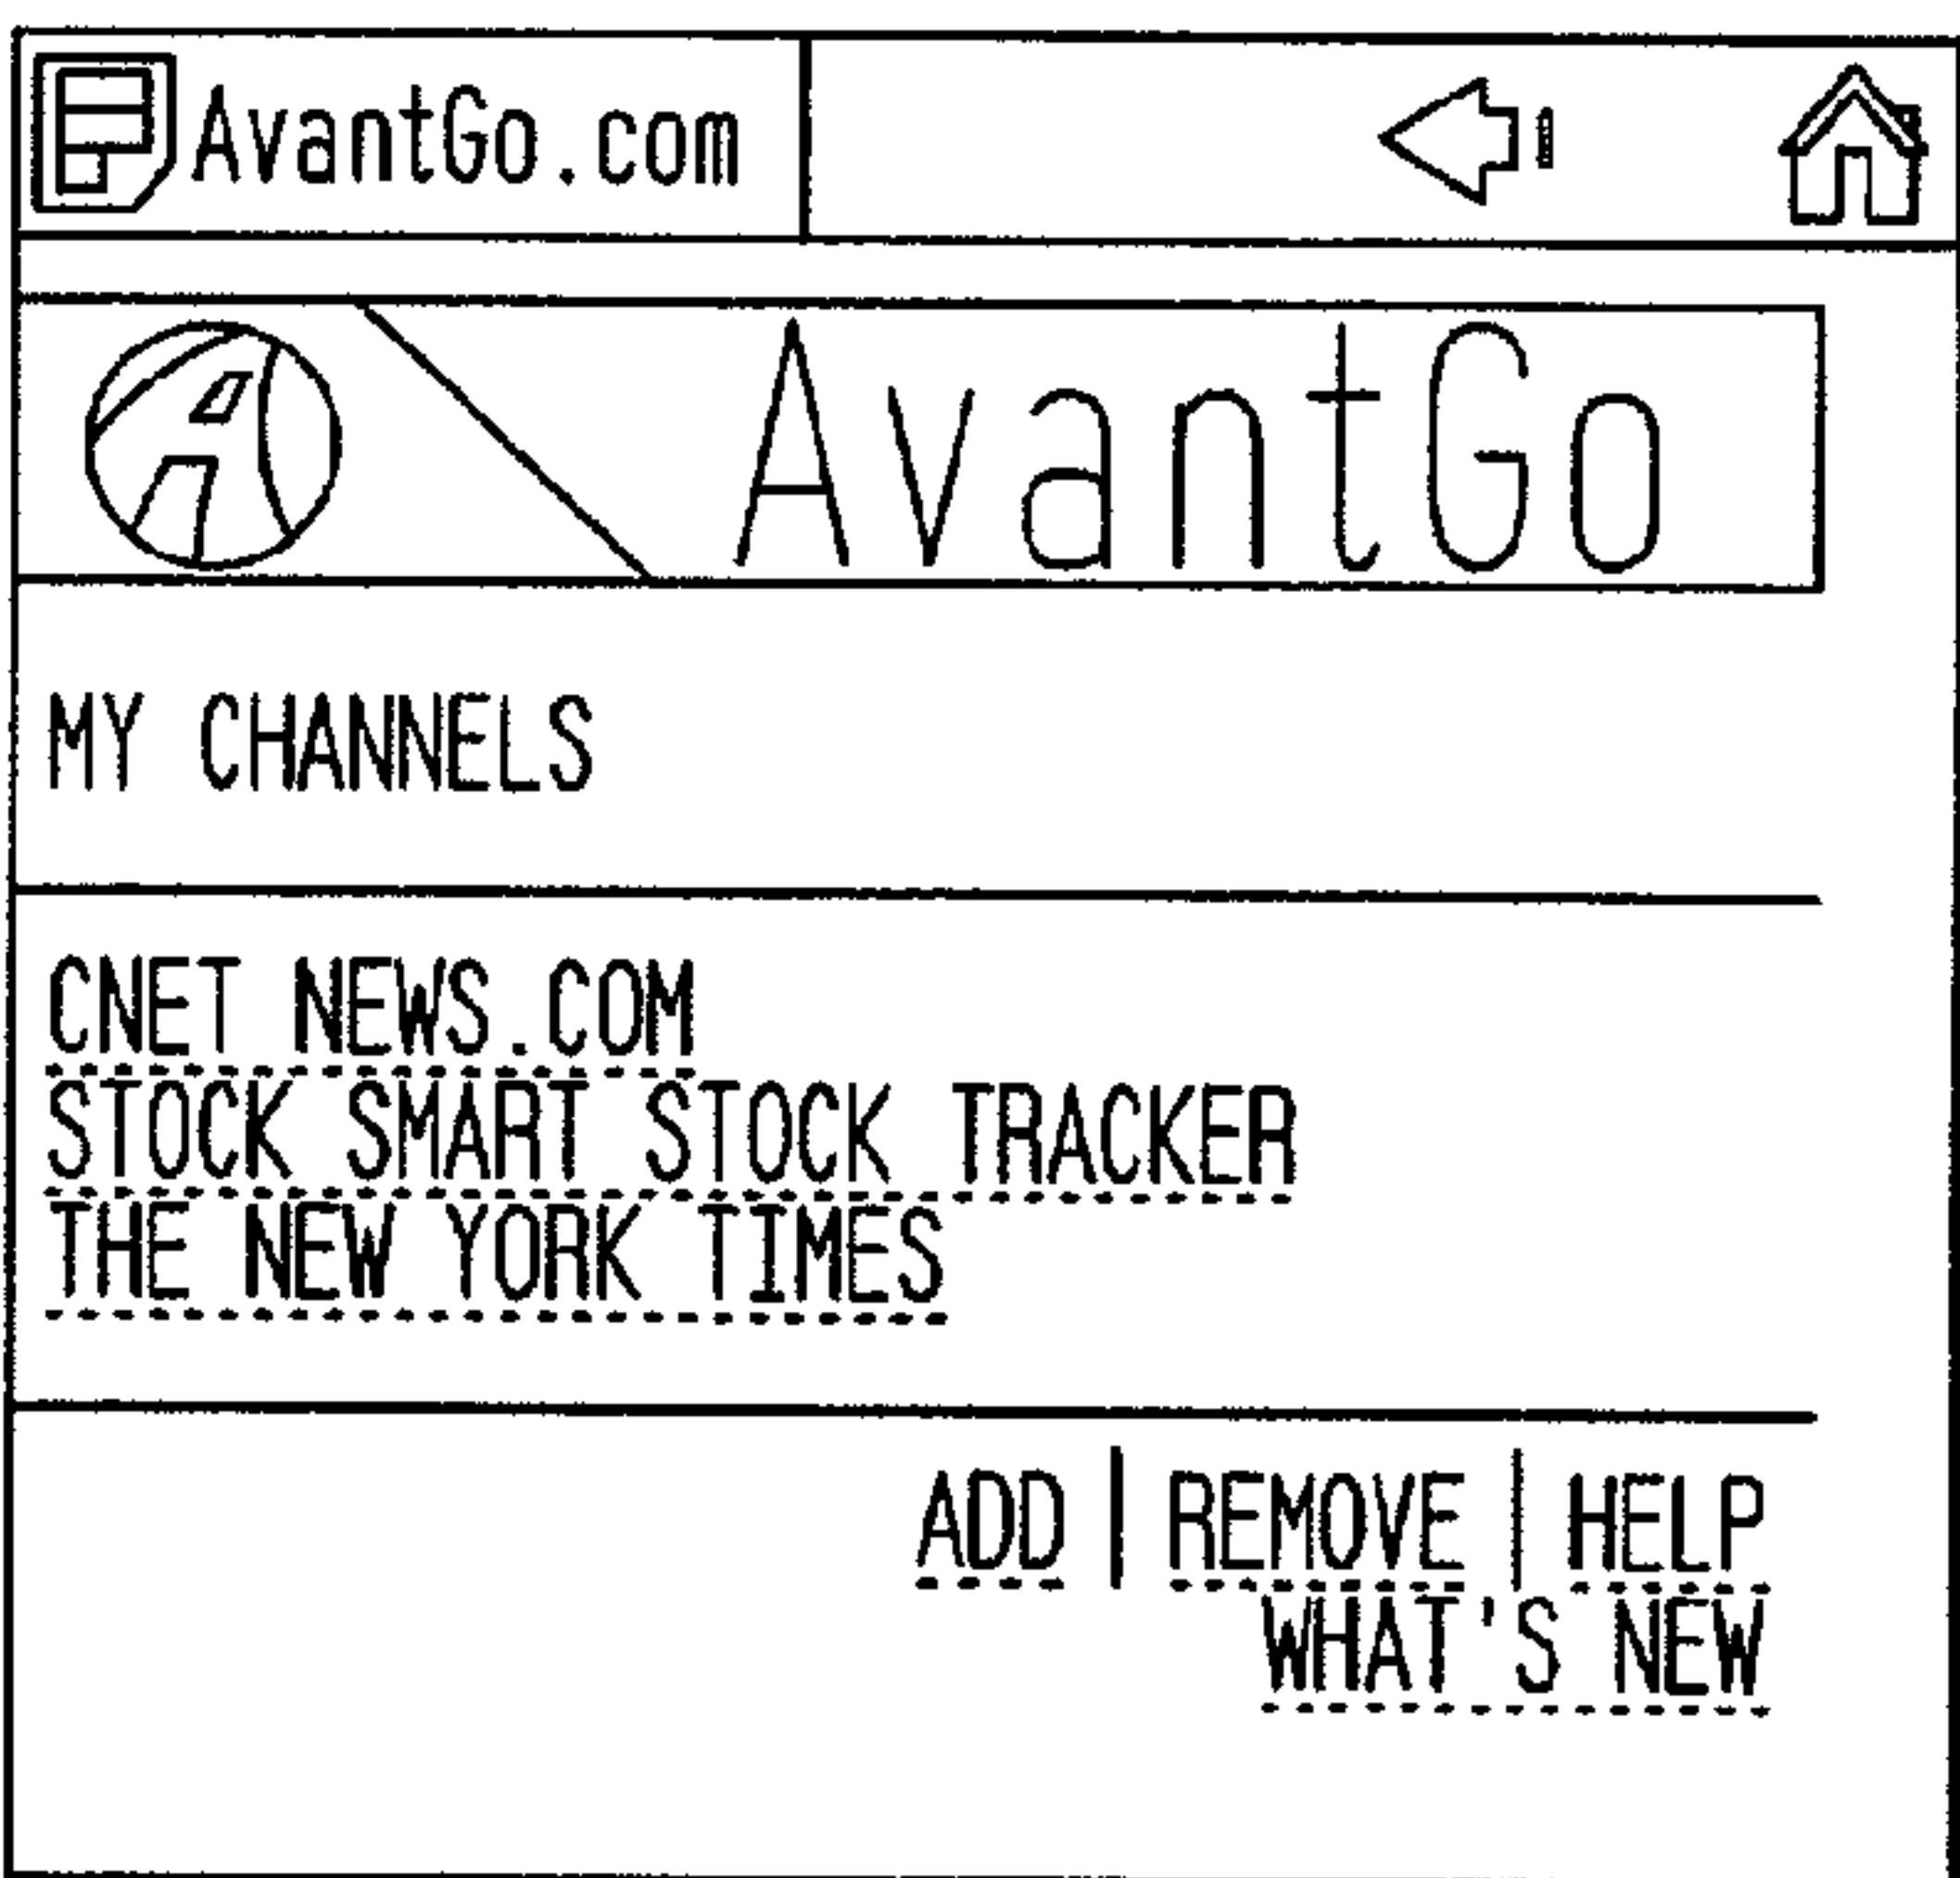 AvantGo.com
AvantGo
MY CHANNELS
CNET NEWS.COM
STOCK SMART STOCK TRACKER
THE NEW YORK TIMES
ADD | REMOVE | HELP
WHAT'S NEW